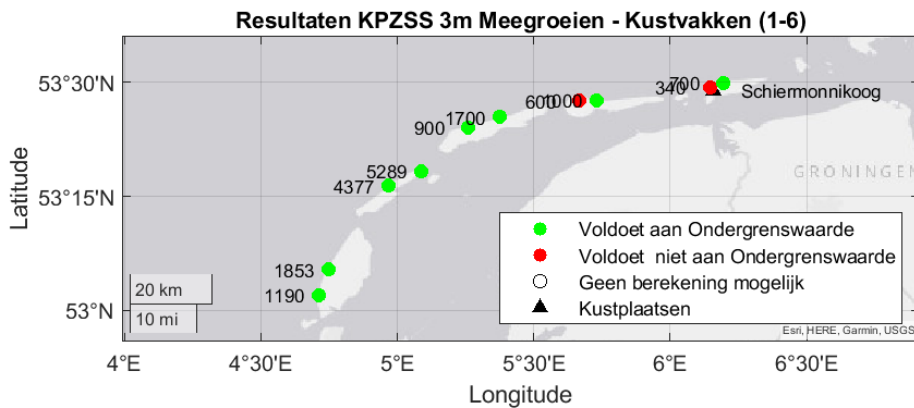 Resultaten KPZSS 3m Meegroeien - Kustvakken (1-6)
53°30'N
53°15'N
53°N
Latitude
700
340
Schiermonnikoog
600
1000
1700
900
5289
4377
1853
1190
GRONINGEN
Voldoet aan Ondergrenswaarde
Voldoet niet aan Ondergrenswaarde
Geen berekening mogelijk
Kustplaatsen
20 km
10 mi
Esri, HERE, Garmin, USGS
4°E
4°30'E
5°E
5°30'E
6°E
6°30'E
Longitude